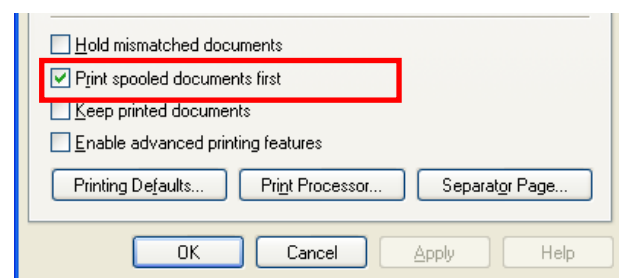 Hold mismatched documents
Print spooled documents first
Keep printed documents
Enable advanced printing features
Printing Defaults... Print Processor... Separator Page...
OK Cancel Apply Help